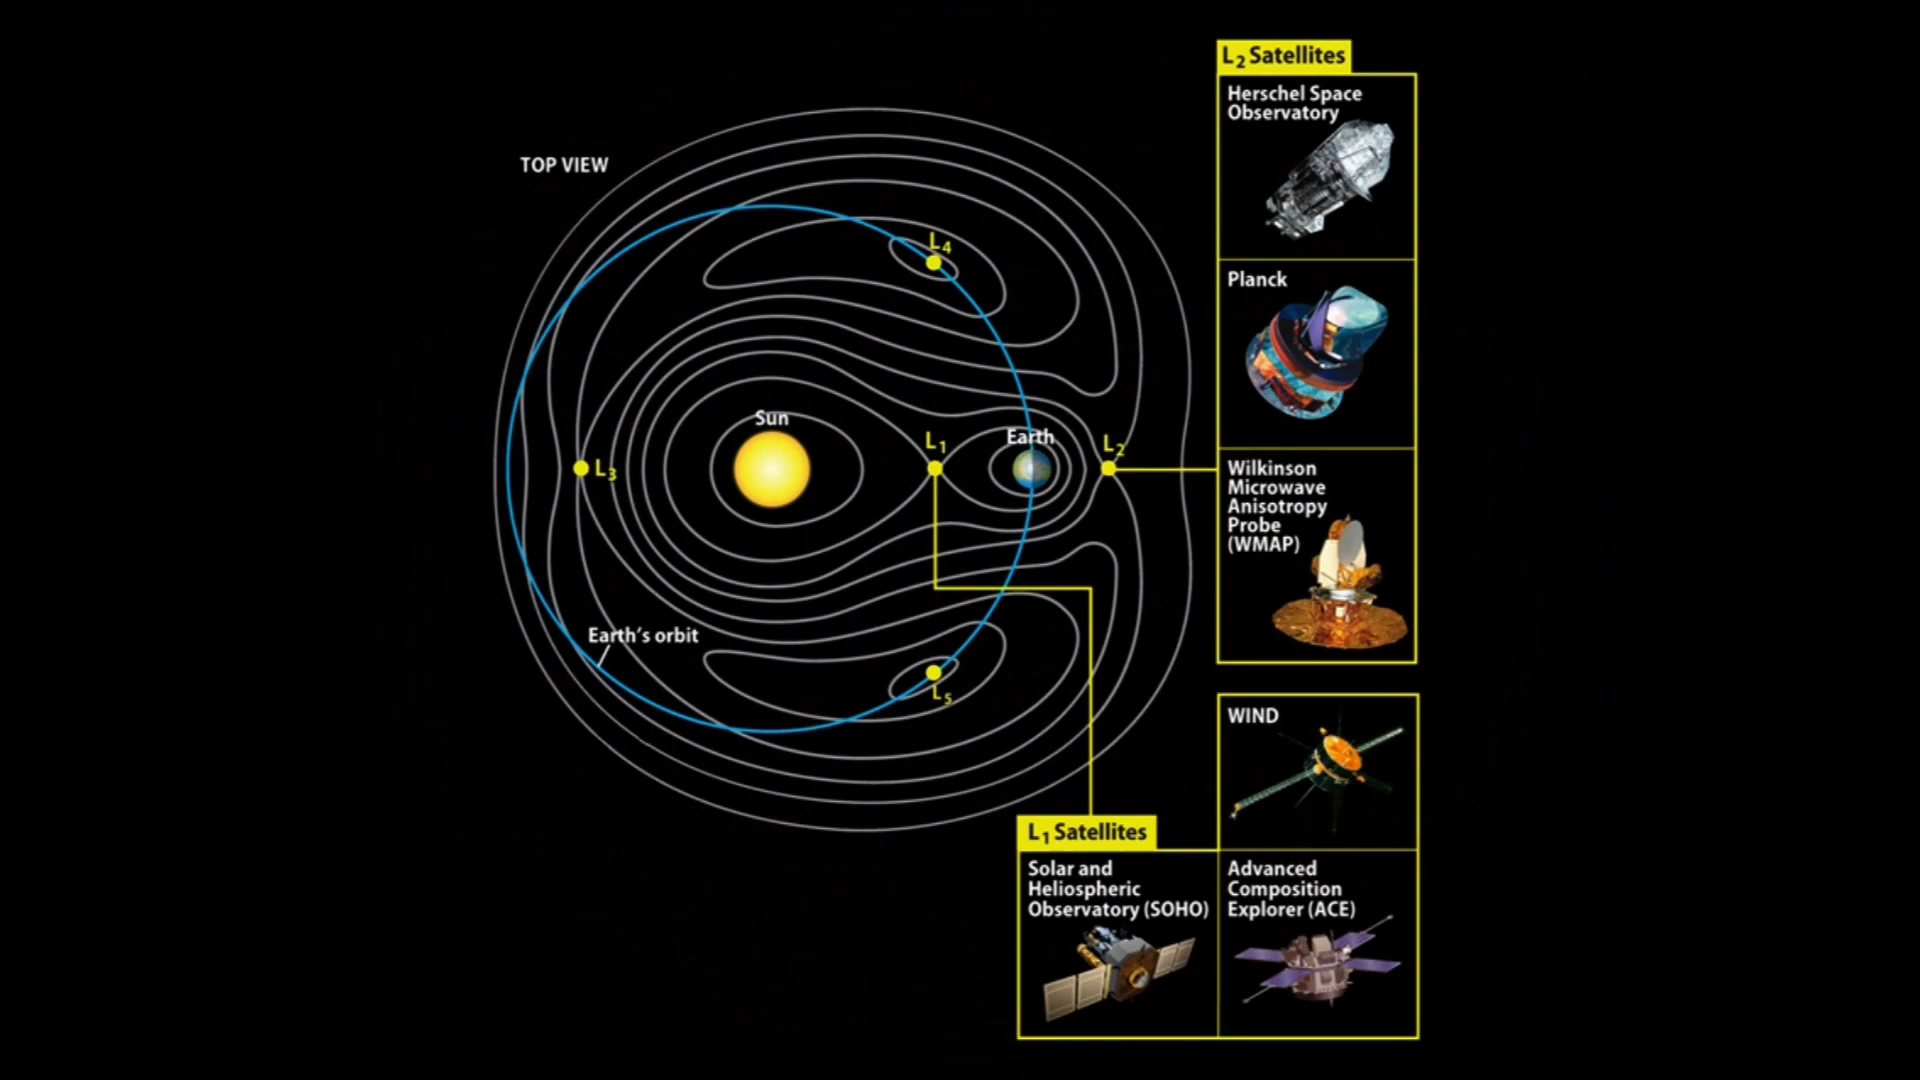 TOP VIEW
L4
Sun
L1
Earth
L2
L3
Earth's orbit
L5
L2 Satellites
Herschel Space
Observatory
Planck
Wilkinson
Microwave
Anisotropy
Probe
(WMAP)
WIND
L1 Satellites
Solar and
Heliospheric
Observatory (SOHO)
Advanced
Composition
Explorer (ACE)